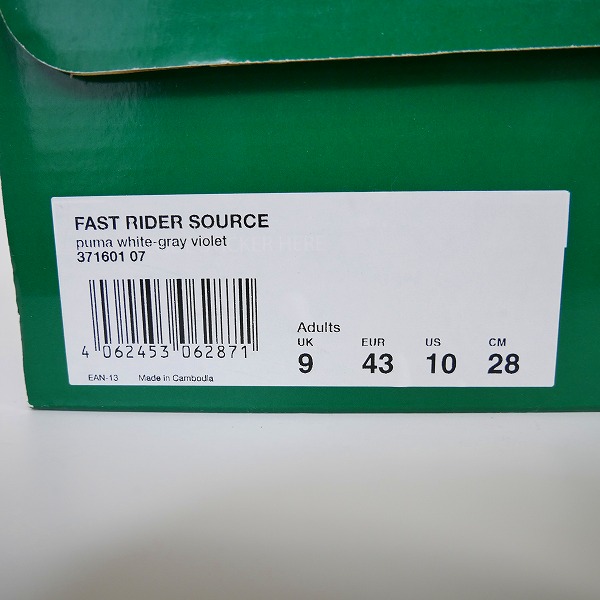 FAST RIDER SOURCE
puma white-gray violet
371601 07
4 062453 062871
EAN-13 Made in Cambodia
Adults
UK EUR US CM
9 43 10 28